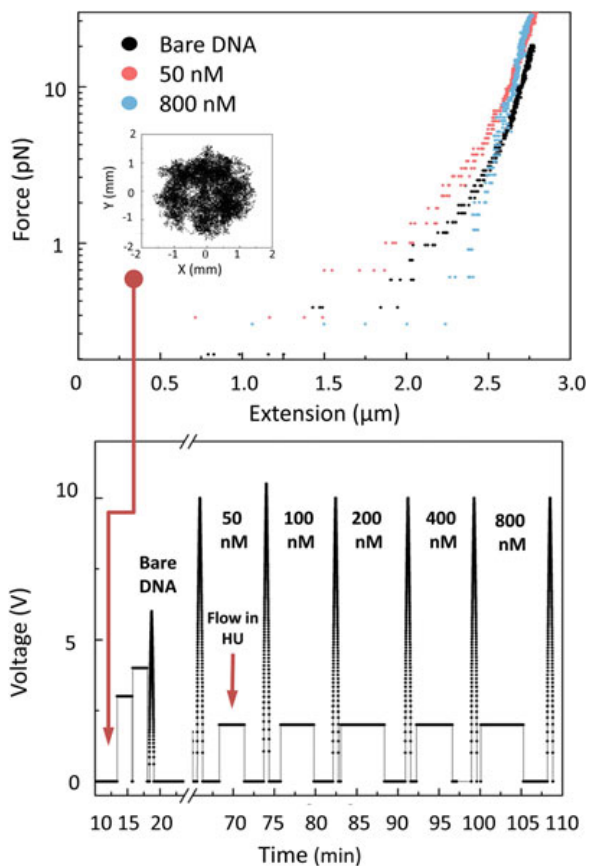 10
1
Force (pN)
Bare DNA
50 nM
800 nM
2
1
0
-1
-2
Y (mm)
-2 -1 0 1 2
X (mm)
0 0.5 1.0 1.5 2.0 2.5 3.0
Extension (μm)
10
5
0
Voltage (V)
Bare
DNA
50
nM
100
nM
200
nM
400
nM
800
nM
Flow in
HU
10 15 20 70 75 80 85 90 95 100 105 110
Time (min)